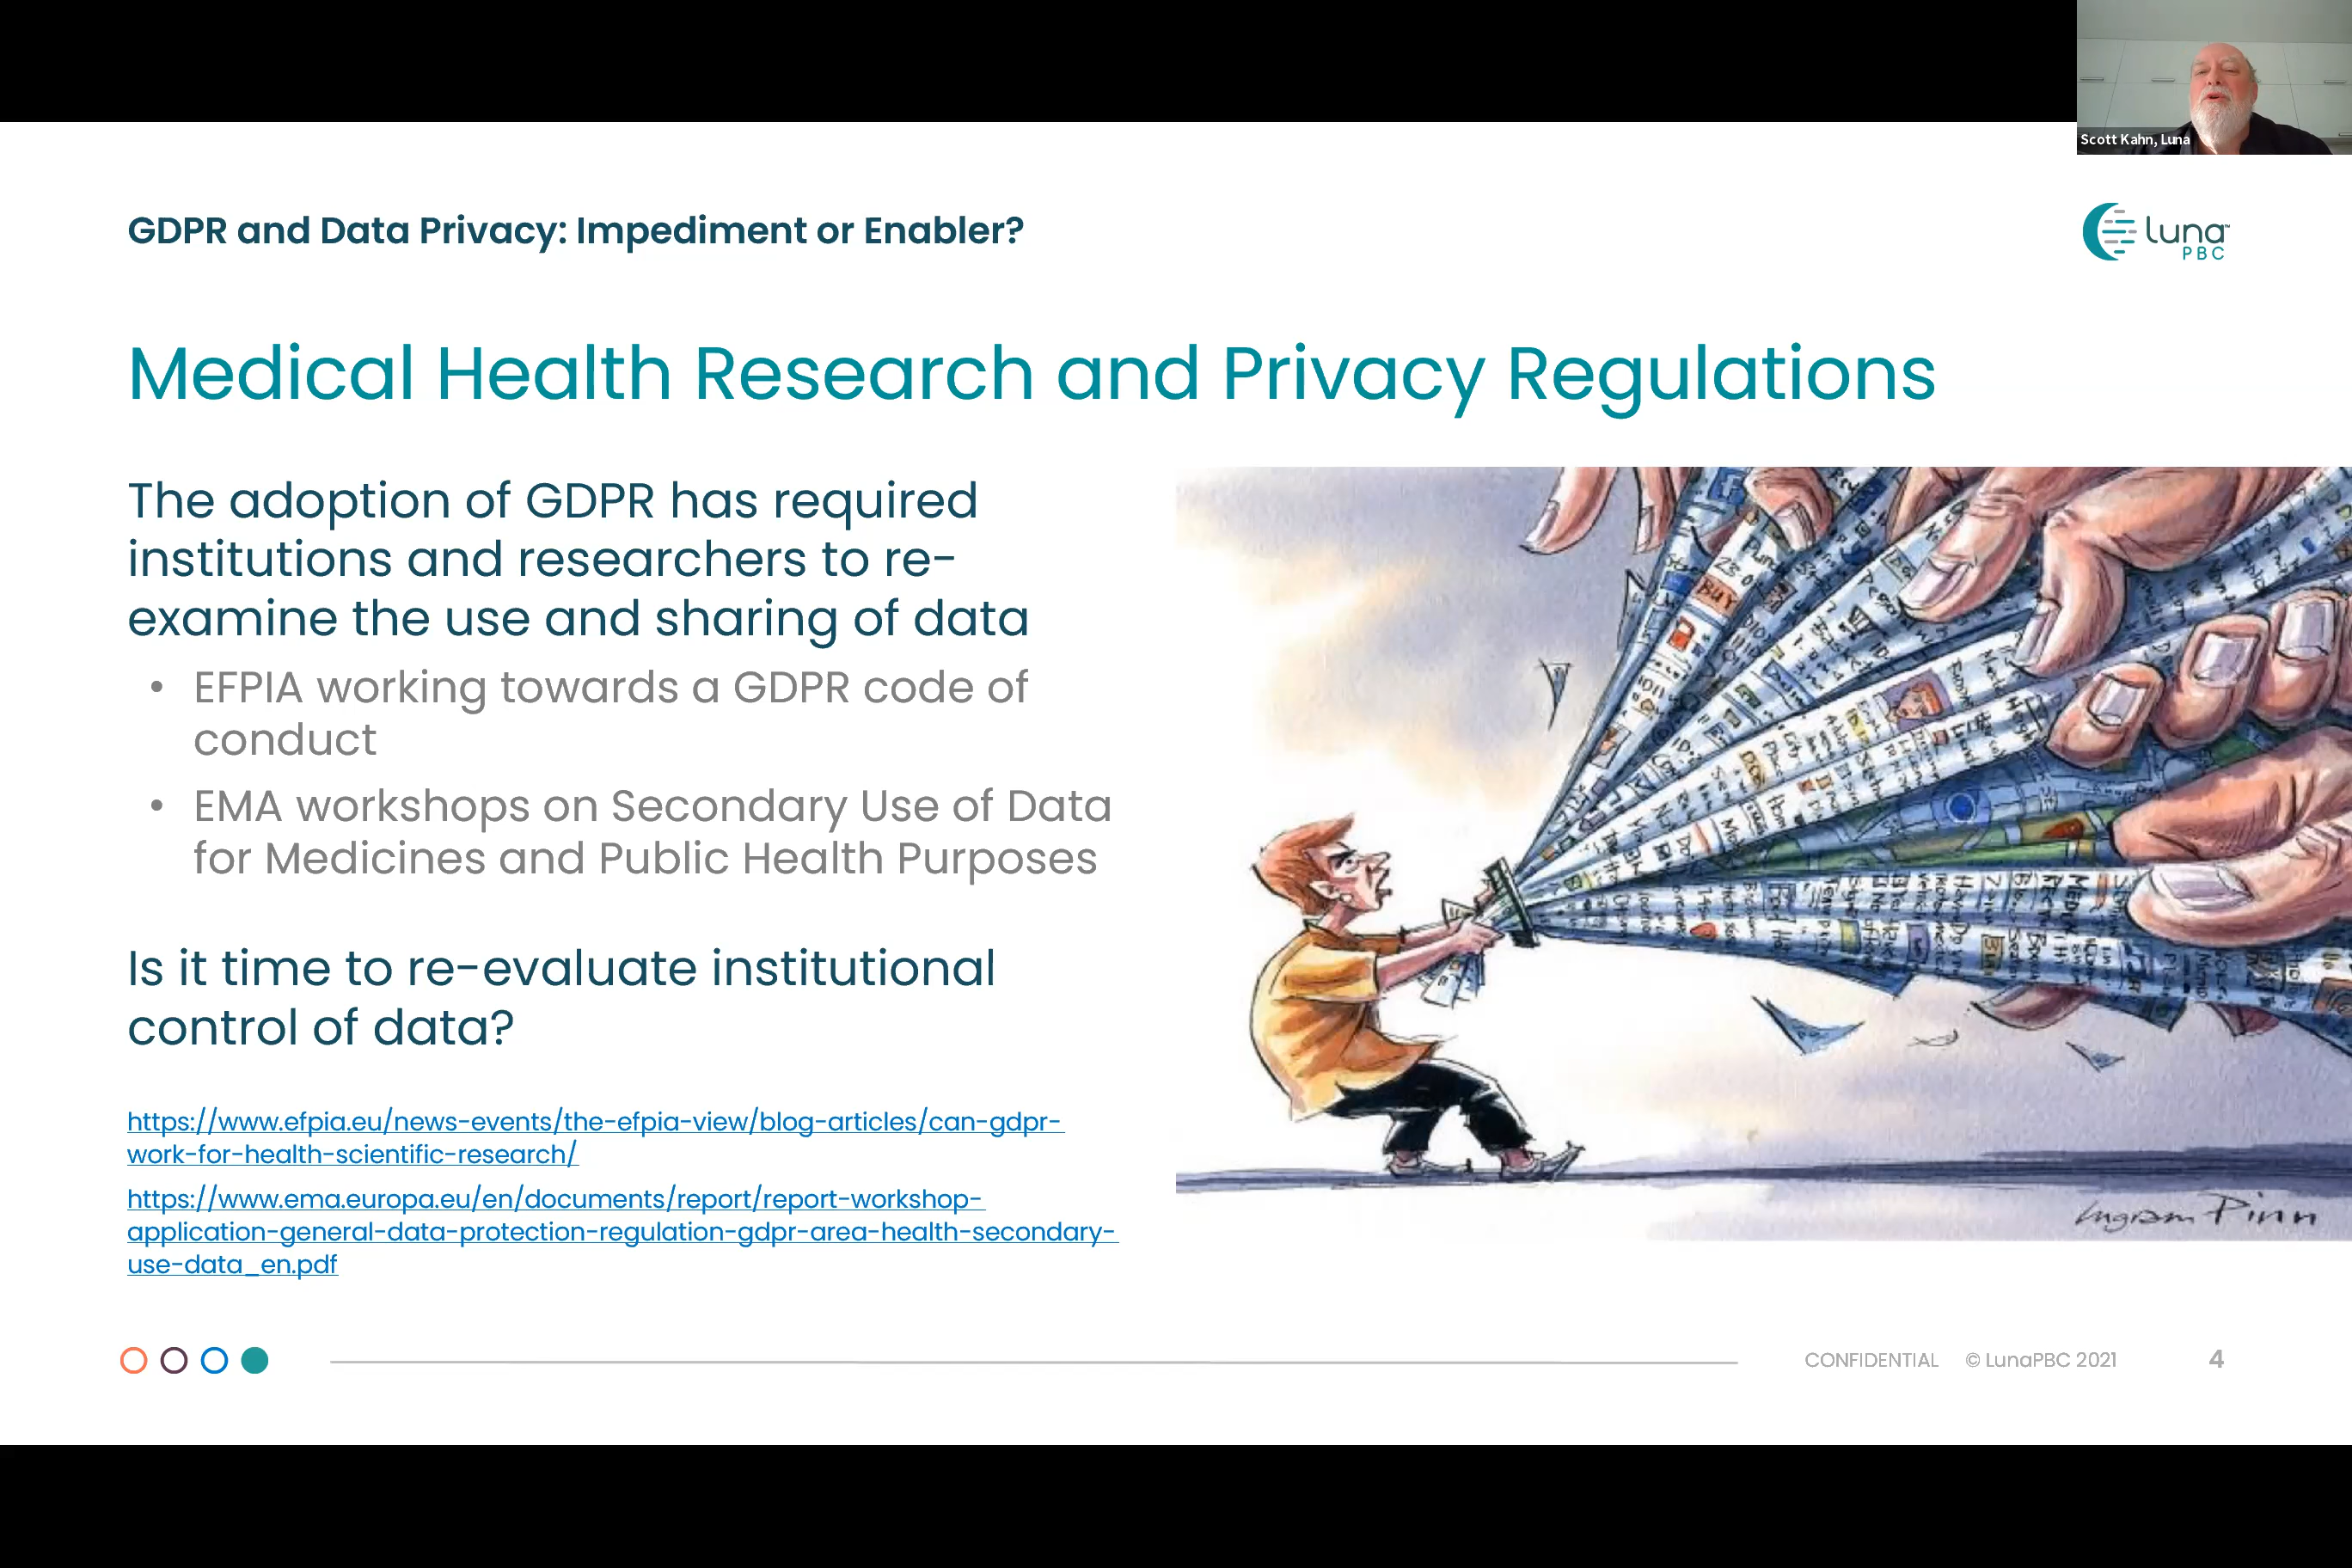 Scott Kahn, Luna
GDPR and Data Privacy: Impediment or Enabler?
luna™
PBC
Medical Health Research and Privacy Regulations
The adoption of GDPR has required
institutions and researchers to re-
examine the use and sharing of data
• EFPIA working towards a GDPR code of
conduct
• EMA workshops on Secondary Use of Data
for Medicines and Public Health Purposes
Is it time to re-evaluate institutional
control of data?
https://www.efpia.eu/news-events/the-efpia-view/blog-articles/can-gdpr-
work-for-health-scientific-research/
https://www.ema.europa.eu/en/documents/report/report-workshop-
application-general-data-protection-regulation-gdpr-area-health-secondary-
use-data_en.pdf
BUY
Ingram Pinn
CONFIDENTIAL © LunaPBC 2021 4